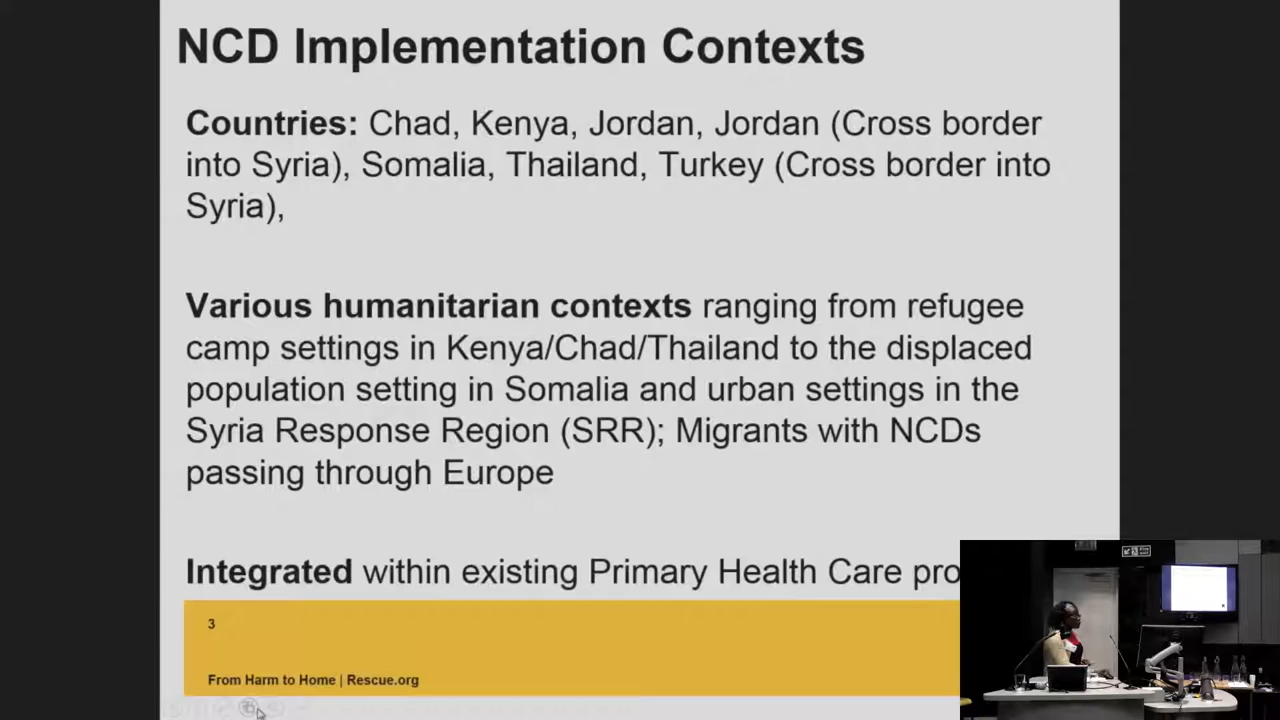 NCD Implementation Contexts
Countries: Chad, Kenya, Jordan, Jordan (Cross border
into Syria), Somalia, Thailand, Turkey (Cross border into
Syria),
Various humanitarian contexts ranging from refugee
camp settings in Kenya/Chad/Thailand to the displaced
population setting in Somalia and urban settings in the
Syria Response Region (SRR); Migrants with NCDs
passing through Europe
Integrated within existing Primary Health Care pro
3
From Harm to Home | Rescue.org